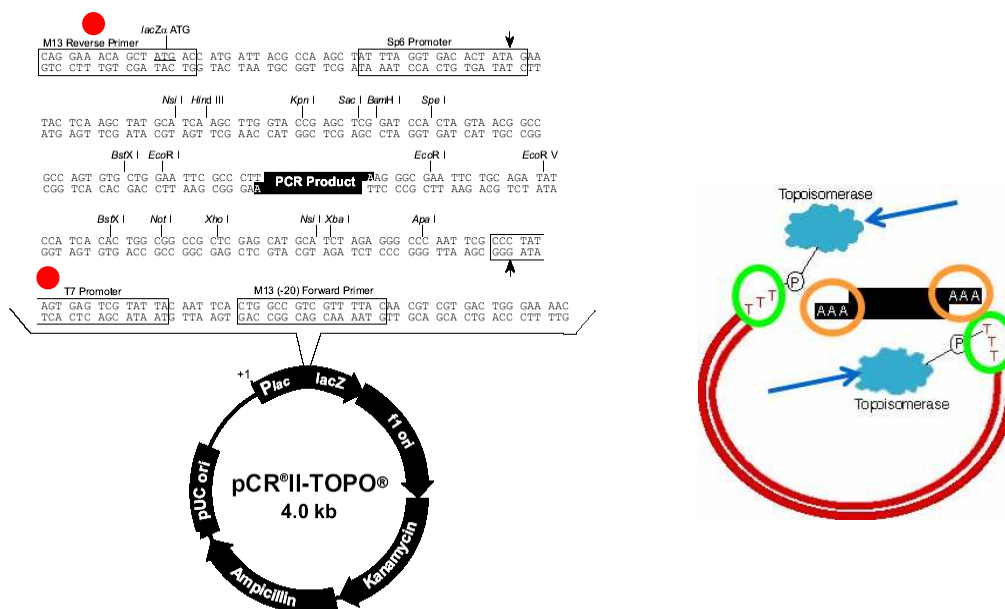 lacZα ATG
M13 Reverse Primer
Sp6 Promoter
CAG GAA ACA GCT ATG ACC ATG ATT ACG CCA AGC TAT TTA GGT GAC ACT ATA GAA
GTC CTT TGT CGA TAC TGG TAC TAA TGC GGT TCG ATA AAT CCA CTG TGA TAT CTT
Nsi I Hind III Kpn I Sac I BamH I Spe I
TAC TCA AGC TAT GCA TCA AGC TTG GTA CCG AGC TCG GAT CCA CTA GTA ACG GCC
ATG AGT TCG ATA CGT AGT TCG AAC CAT GGC TCG AGC CTA GGT GAT CAT TGC CGG
BstX I EcoR I EcoR I EcoR V
GCC AGT GTG CTG GAA TTC GCC CTT PCR Product AAG GGC GAA TTC TGC AGA TAT
CGG TCA CAC GAC CTT AAG CGG GAA TTC CCG CTT AAG ACG TCT ATA
BstX I Not I Xho I Nsi I Xba I Apa I
CCA TCA CAC TGG CGG CCG CTC GAG CAT GCA TCT AGA GGG CCC AAT TCG CCC TAT
GGT AGT GTG ACC GCC GGC GAG CTC GTA CGT AGA TCT CCC GGG TTA AGC GGG ATA
T7 Promoter M13 (-20) Forward Primer
AGT GAG TCG TAT TAC AAT TCA CTG GCC GTC GTT TTA CAA CGT CGT GAC TGG GAA AAC
TCA CTC AGC ATA ATG TTA AGT GAC CGG CAG CAA AAT GTT GCA GCA CTG ACC CTT TTG
+1
Plac
lacZ
f1 ori
Kanamycin
Ampicillin
pUC ori
pCR®II-TOPO®
4.0 kb
Topoisomerase
P
T T T
AAA
AAA
P
T
T
T
Topoisomerase